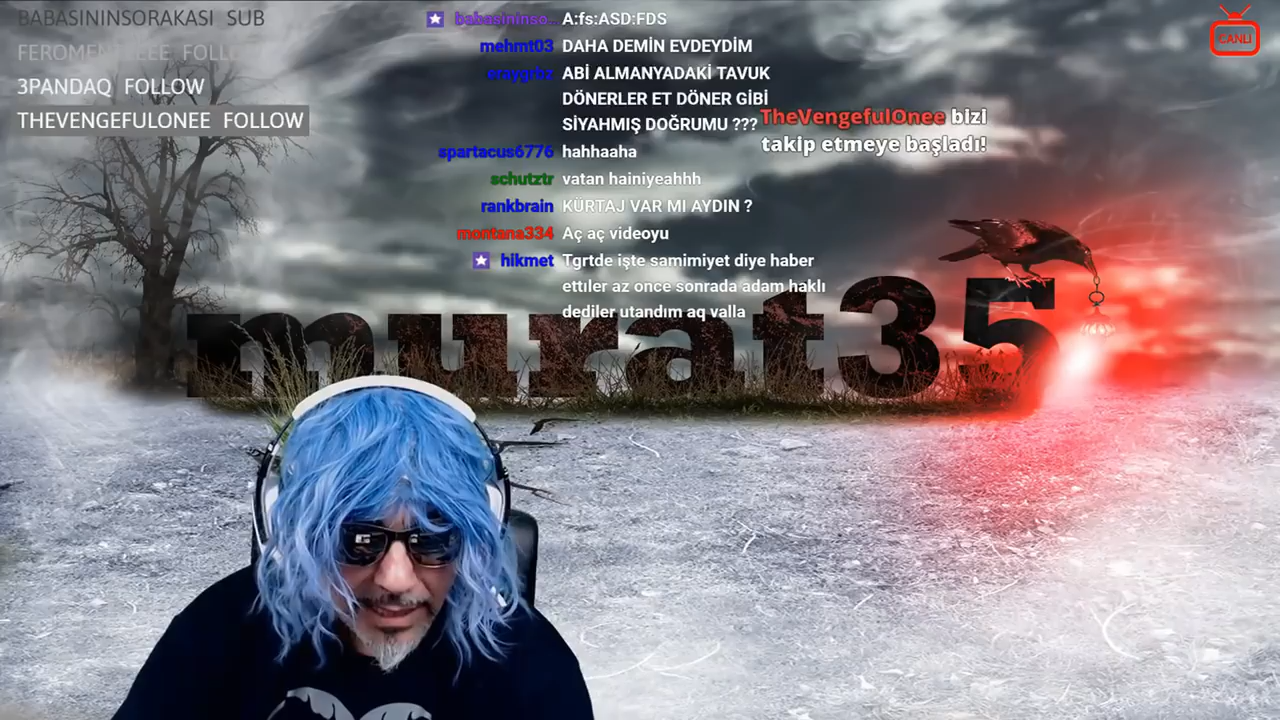 BABASININSORAKASI SUB
3PANDAQ FOLLOW
THEVENGEFULONEE FOLLOW
babasininso... A:fs:ASD:FDS
mehmt03 DAHA DEMİN EVDEYDİM
eraygrbz ABİ ALMANYADAKİ TAVUK
DÖNERLER ET DÖNER GİBİ
SİYAHMIŞ DOĞRUMU ???
spartacus6776 hahhaaha
schutztr vatan hainiyeahhh
rankbrain KÜRTAJ VAR MI AYDIN ?
montana334 Aç aç videoyu
hikmet Tgrtde işte samimiyet diye haber
ettıler az once sonrada adam haklı
dediler utandım aq valla
TheVengefulOnee bizi
takip etmeye başladı!
CANLI
murat35